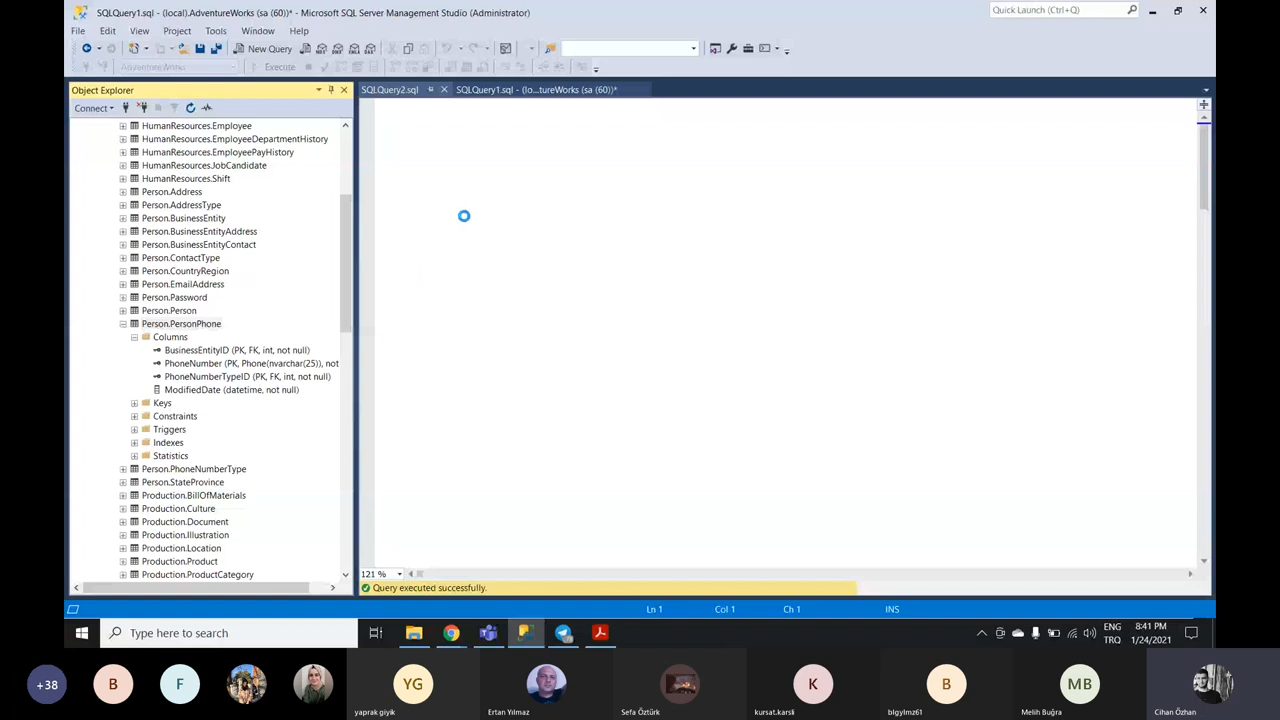 SQLQuery1.sql - (local).AdventureWorks (sa (60))* - Microsoft SQL Server Management Studio (Administrator)
Quick Launch (Ctrl+Q)
File Edit View Project Tools Window Help
New Query
AdventureWorks Execute
Object Explorer
SQLQuery2.sql
SQLQuery1.sql - (lo...tureWorks (sa (60))*
Connect
HumanResources.Employee
HumanResources.EmployeeDepartmentHistory
HumanResources.EmployeePayHistory
HumanResources.JobCandidate
HumanResources.Shift
Person.Address
Person.AddressType
Person.BusinessEntity
Person.BusinessEntityAddress
Person.BusinessEntityContact
Person.ContactType
Person.CountryRegion
Person.EmailAddress
Person.Password
Person.Person
Person.PersonPhone
Columns
BusinessEntityID (PK, FK, int, not null)
PhoneNumber (PK, Phone(nvarchar(25)), not
PhoneNumberTypeID (PK, FK, int, not null)
ModifiedDate (datetime, not null)
Keys
Constraints
Triggers
Indexes
Statistics
Person.PhoneNumberType
Person.StateProvince
Production.BillOfMaterials
Production.Culture
Production.Document
Production.Illustration
Production.Location
Production.Product
Production.ProductCategory
121 %
Query executed successfully.
Ln 1 Col 1 Ch 1 INS
Type here to search
ENG
TRQ
8:41 PM
1/24/2021
+38 B F YG K B MB
yaprak giyik Ertan Yılmaz Sefa Öztürk kursat.karsli blgylmz61 Melih Buğra Cihan Özhan